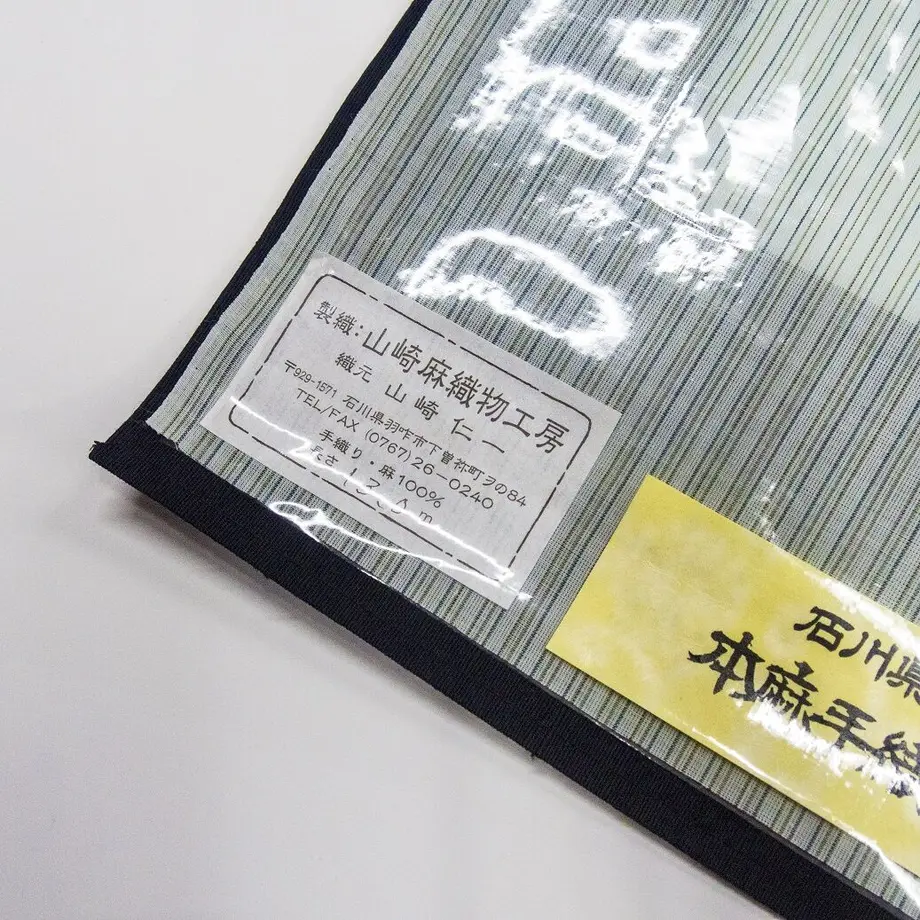 製織:山崎麻織物工房
織元 山崎仁一
〒929-1571 石川県羽咋市下曽祢町ヲの84
TEL/FAX (0767)26-0240
手織り・麻100%
長さ m
石川県
本麻手織